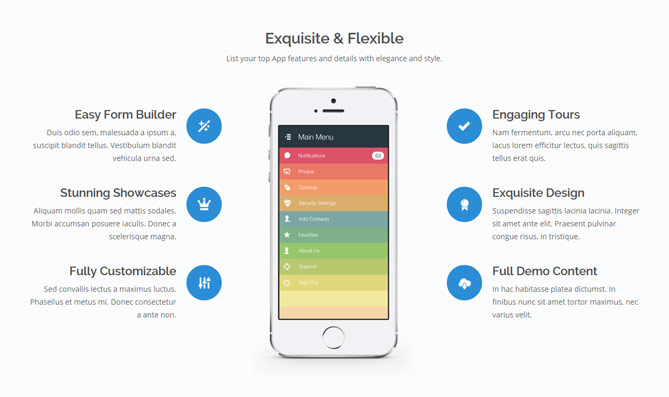 Exquisite & Flexible
List your top App features and details with elegance and style.
Easy Form Builder
Duis odio sem, malesuada a ipsum a,
suscipit blandit tellus. Vestibulum blandit
vehicula urna sed.
Stunning Showcases
Aliquam mollis quam sed mattis sodales.
Morbi accumsan posuere iaculis. Donec a
scelerisque magna.
Fully Customizable
Sed convallis lectus a maximus luctus.
Phasellus et metus mi. Donec consectetur
a ante non.
Main Menu
Notifications 53
Photos
Controls
Security Settings
Add Contacts
Favorites
About Us
Support
Sign Out
Engaging Tours
Nam fermentum, arcu nec porta aliquam,
lacus lorem efficitur lectus, quis sagittis
tellus erat quis.
Exquisite Design
Suspendisse sagittis lacinia lacinia. Integer
sit amet ante elit. Praesent pulvinar
congue risus, in tristique.
Full Demo Content
In hac habitasse platea dictumst. In
finibus nunc sit amet tortor maximus, nec
varius velit.